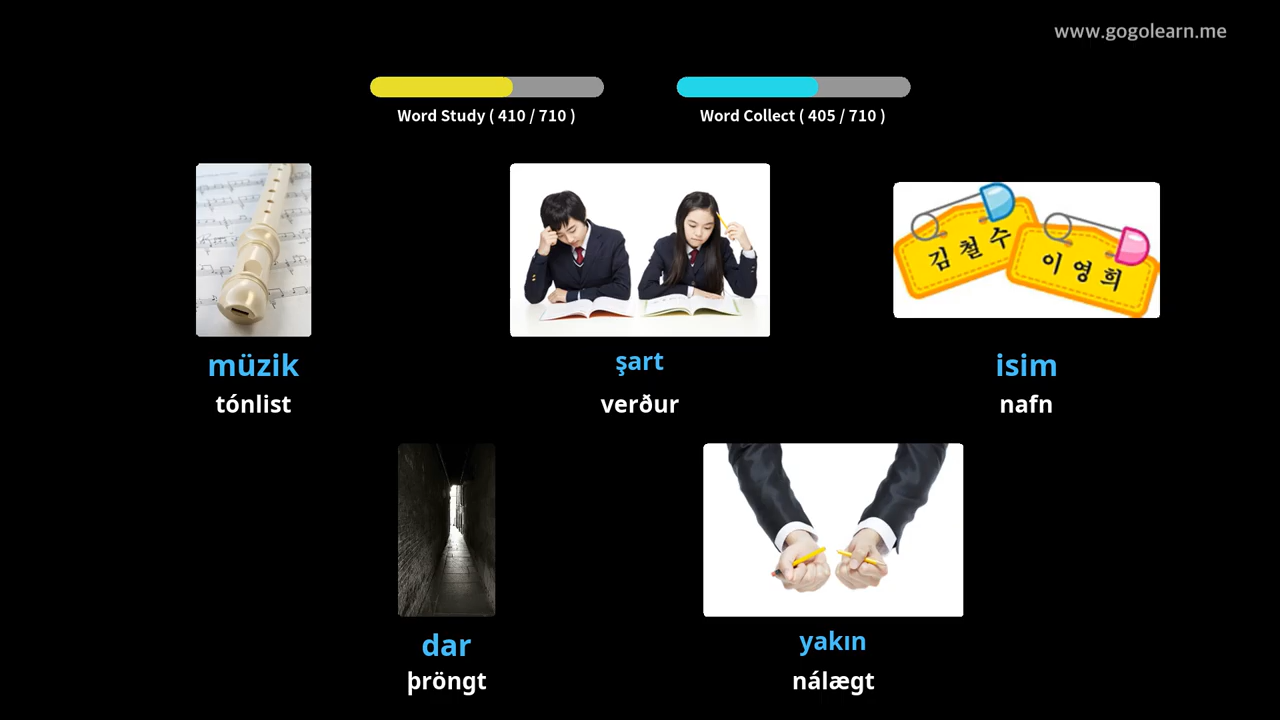 www.gogolearn.me
Word Study ( 410 / 710 )
Word Collect ( 405 / 710 )
müzik
tónlist
şart
verður
김철수
이영희
isim
nafn
dar
þröngt
yakın
nálægt